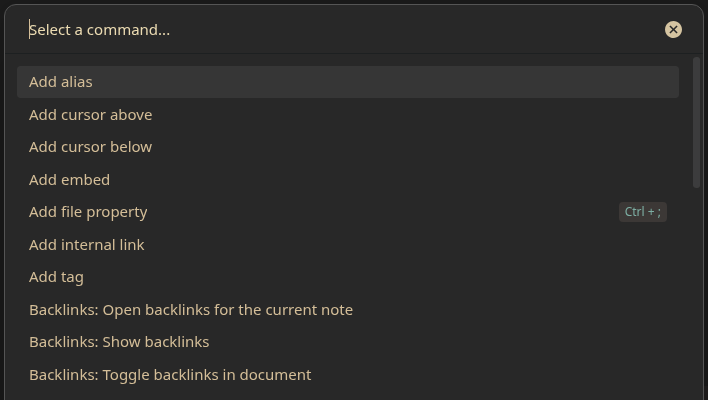 Select a command...
Add alias
Add cursor above
Add cursor below
Add embed
Add file property Ctrl + ;
Add internal link
Add tag
Backlinks: Open backlinks for the current note
Backlinks: Show backlinks
Backlinks: Toggle backlinks in document